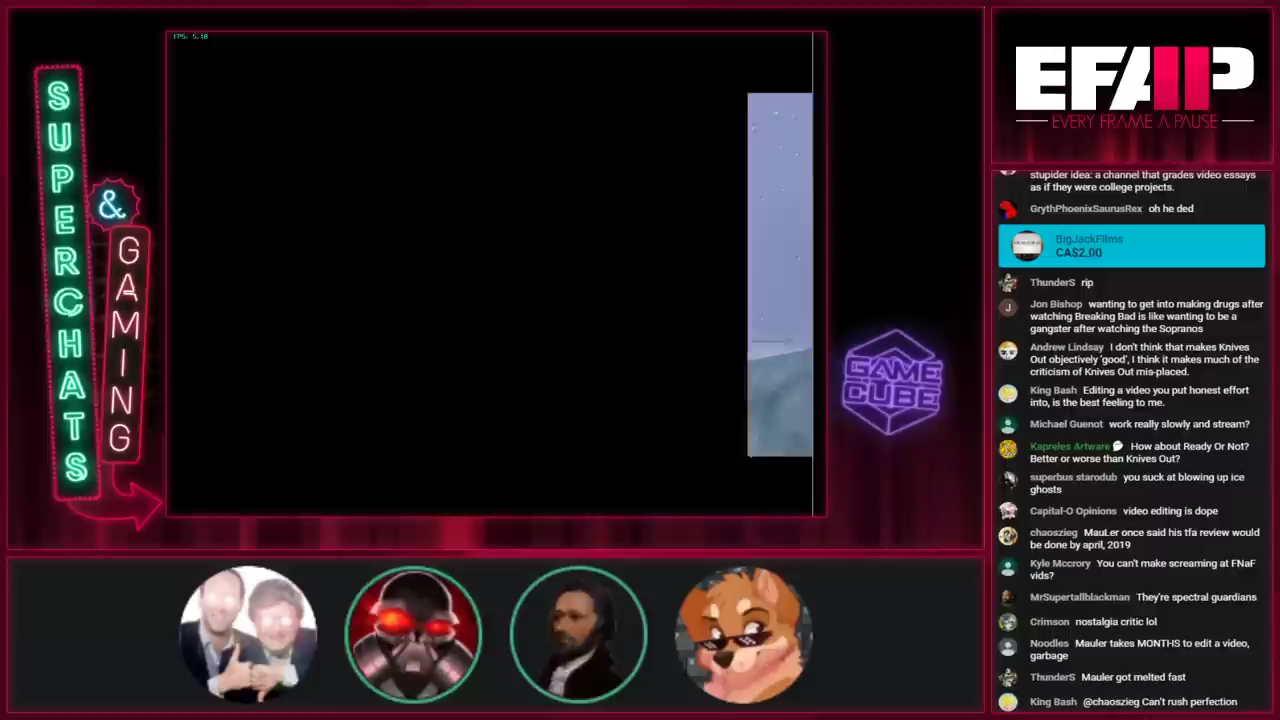 FPS: 5.10
SUPERCHATS
&
GAMING
GAME
CUBE
EFAP
EVERY FRAME A PAUSE
stupider idea: a channel that grades video essays
as if they were college projects.
GrythPhoenixSaurusRex oh he ded
BigJackFilms
CA$2.00
ThunderS rip
Jon Bishop wanting to get into making drugs after
watching Breaking Bad is like wanting to be a
gangster after watching the Sopranos
Andrew Lindsay I don't think that makes Knives
Out objectively 'good', I think it makes much of the
criticism of Knives Out mis-placed.
King Bash Editing a video you put honest effort
into, is the best feeling to me.
Michael Guenot work really slowly and stream?
Kapreles Artware How about Ready Or Not?
Better or worse than Knives Out?
superbus starodub you suck at blowing up ice
ghosts
Capital-O Opinions video editing is dope
chaoszieg MauLer once said his tfa review would
be done by april, 2019
Kyle Mccrory You can't make screaming at FNaF
vids?
MrSupertallblackman They're spectral guardians
Crimson nostalgia critic lol
Noodles Mauler takes MONTHS to edit a video,
garbage
ThunderS Mauler got melted fast
King Bash @chaoszieg Can't rush perfection